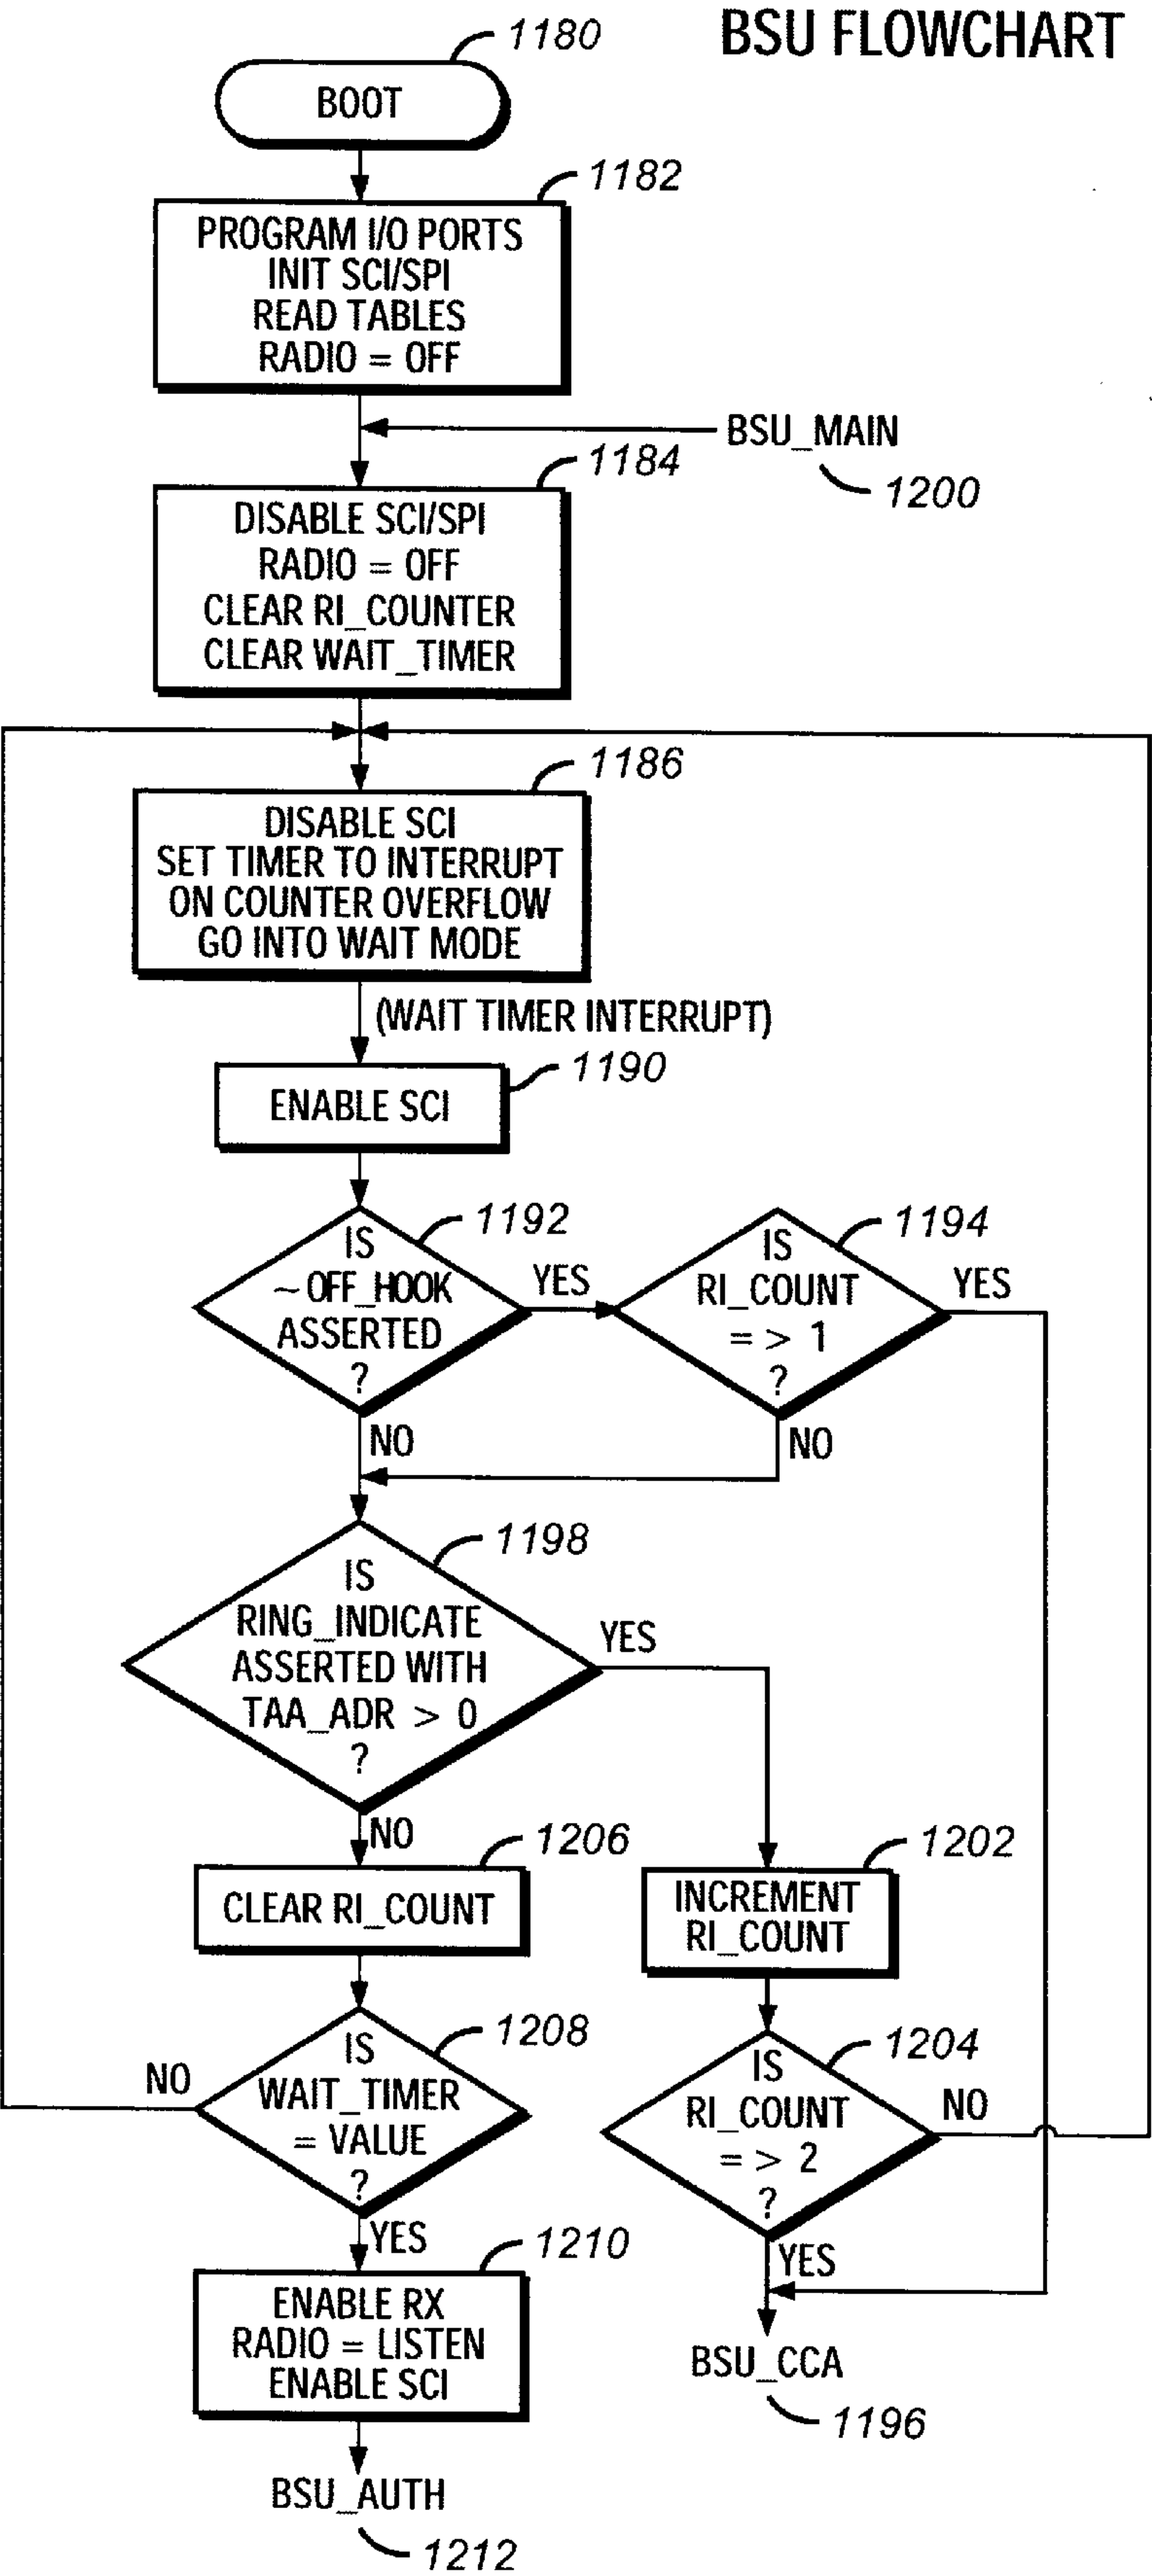 BSU FLOWCHART
1180
BOOT
1182
PROGRAM I/O PORTS
INIT SCI/SPI
READ TABLES
RADIO = OFF
BSU_MAIN
1200
1184
DISABLE SCI/SPI
RADIO = OFF
CLEAR RI_COUNTER
CLEAR WAIT_TIMER
1186
DISABLE SCI
SET TIMER TO INTERRUPT
ON COUNTER OVERFLOW
GO INTO WAIT MODE
(WAIT TIMER INTERRUPT)
1190
ENABLE SCI
1192
IS
~OFF_HOOK
ASSERTED
?
YES
NO
1194
IS
RI_COUNT
= > 1
?
YES
NO
1198
IS
RING_INDICATE
ASSERTED WITH
TAA_ADR > 0
?
YES
NO
1206
CLEAR RI_COUNT
1202
INCREMENT
RI_COUNT
1208
IS
WAIT_TIMER
= VALUE
?
NO
YES
1204
IS
RI_COUNT
= > 2
?
NO
YES
1210
ENABLE RX
RADIO = LISTEN
ENABLE SCI
BSU_CCA
1196
BSU_AUTH
1212